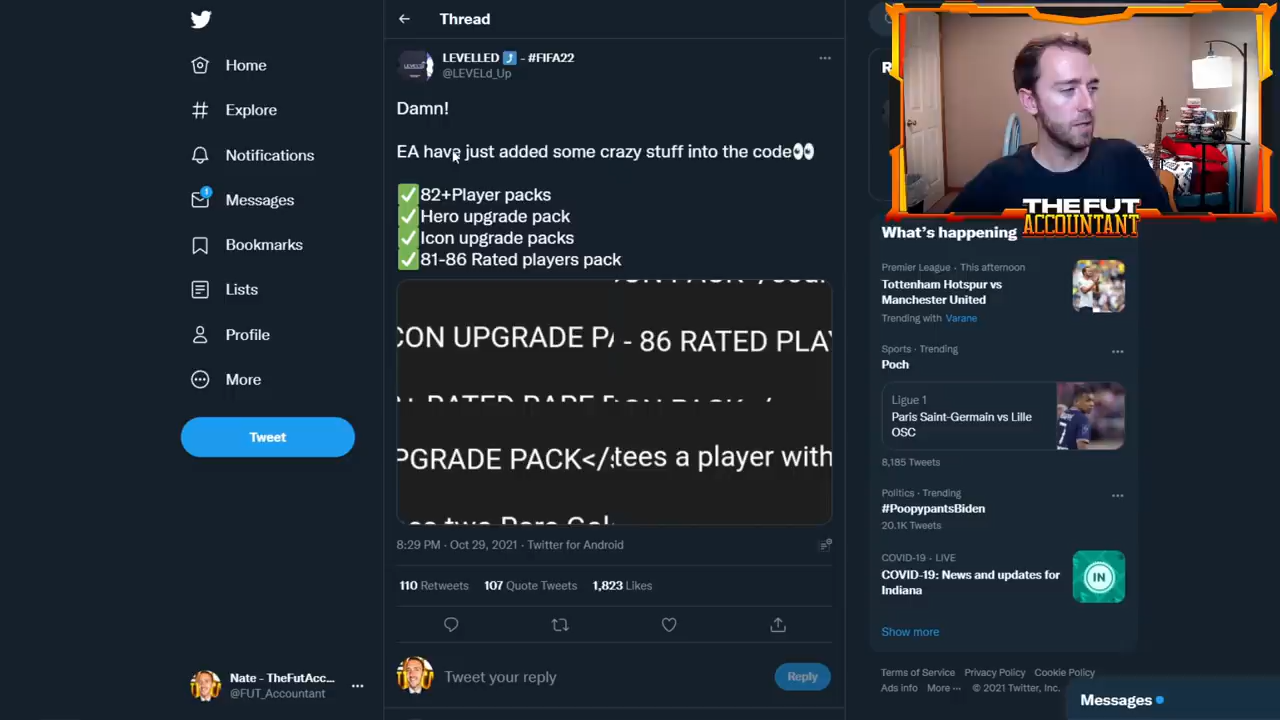 Home
Explore
Notifications
1
Messages
Bookmarks
Lists
Profile
More
Tweet
Nate - TheFutAcc...
@FUT_Accountant
Thread
LEVELLED ⤴️ - #FIFA22
@LEVELd_Up
Damn!
EA have just added some crazy stuff into the code👀
✅82+Player packs
✅Hero upgrade pack
✅Icon upgrade packs
✅81-86 Rated players pack
CON UPGRADE PA
- 86 RATED PLAY
PGRADE PACK</
tees a player with
8:29 PM · Oct 29, 2021 · Twitter for Android
110 Retweets 107 Quote Tweets 1,823 Likes
Tweet your reply
Reply
THE FUT
ACCOUNTANT
What's happening
Premier League · This afternoon
Tottenham Hotspur vs
Manchester United
Trending with Varane
Sports · Trending
Poch
Ligue 1
Paris Saint-Germain vs Lille
OSC
8,185 Tweets
Politics · Trending
#PoopypantsBiden
20.1K Tweets
COVID-19 · LIVE
COVID-19: News and updates for
Indiana
IN
Show more
Terms of Service Privacy Policy Cookie Policy
Ads info More ··· © 2021 Twitter, Inc.
Messages